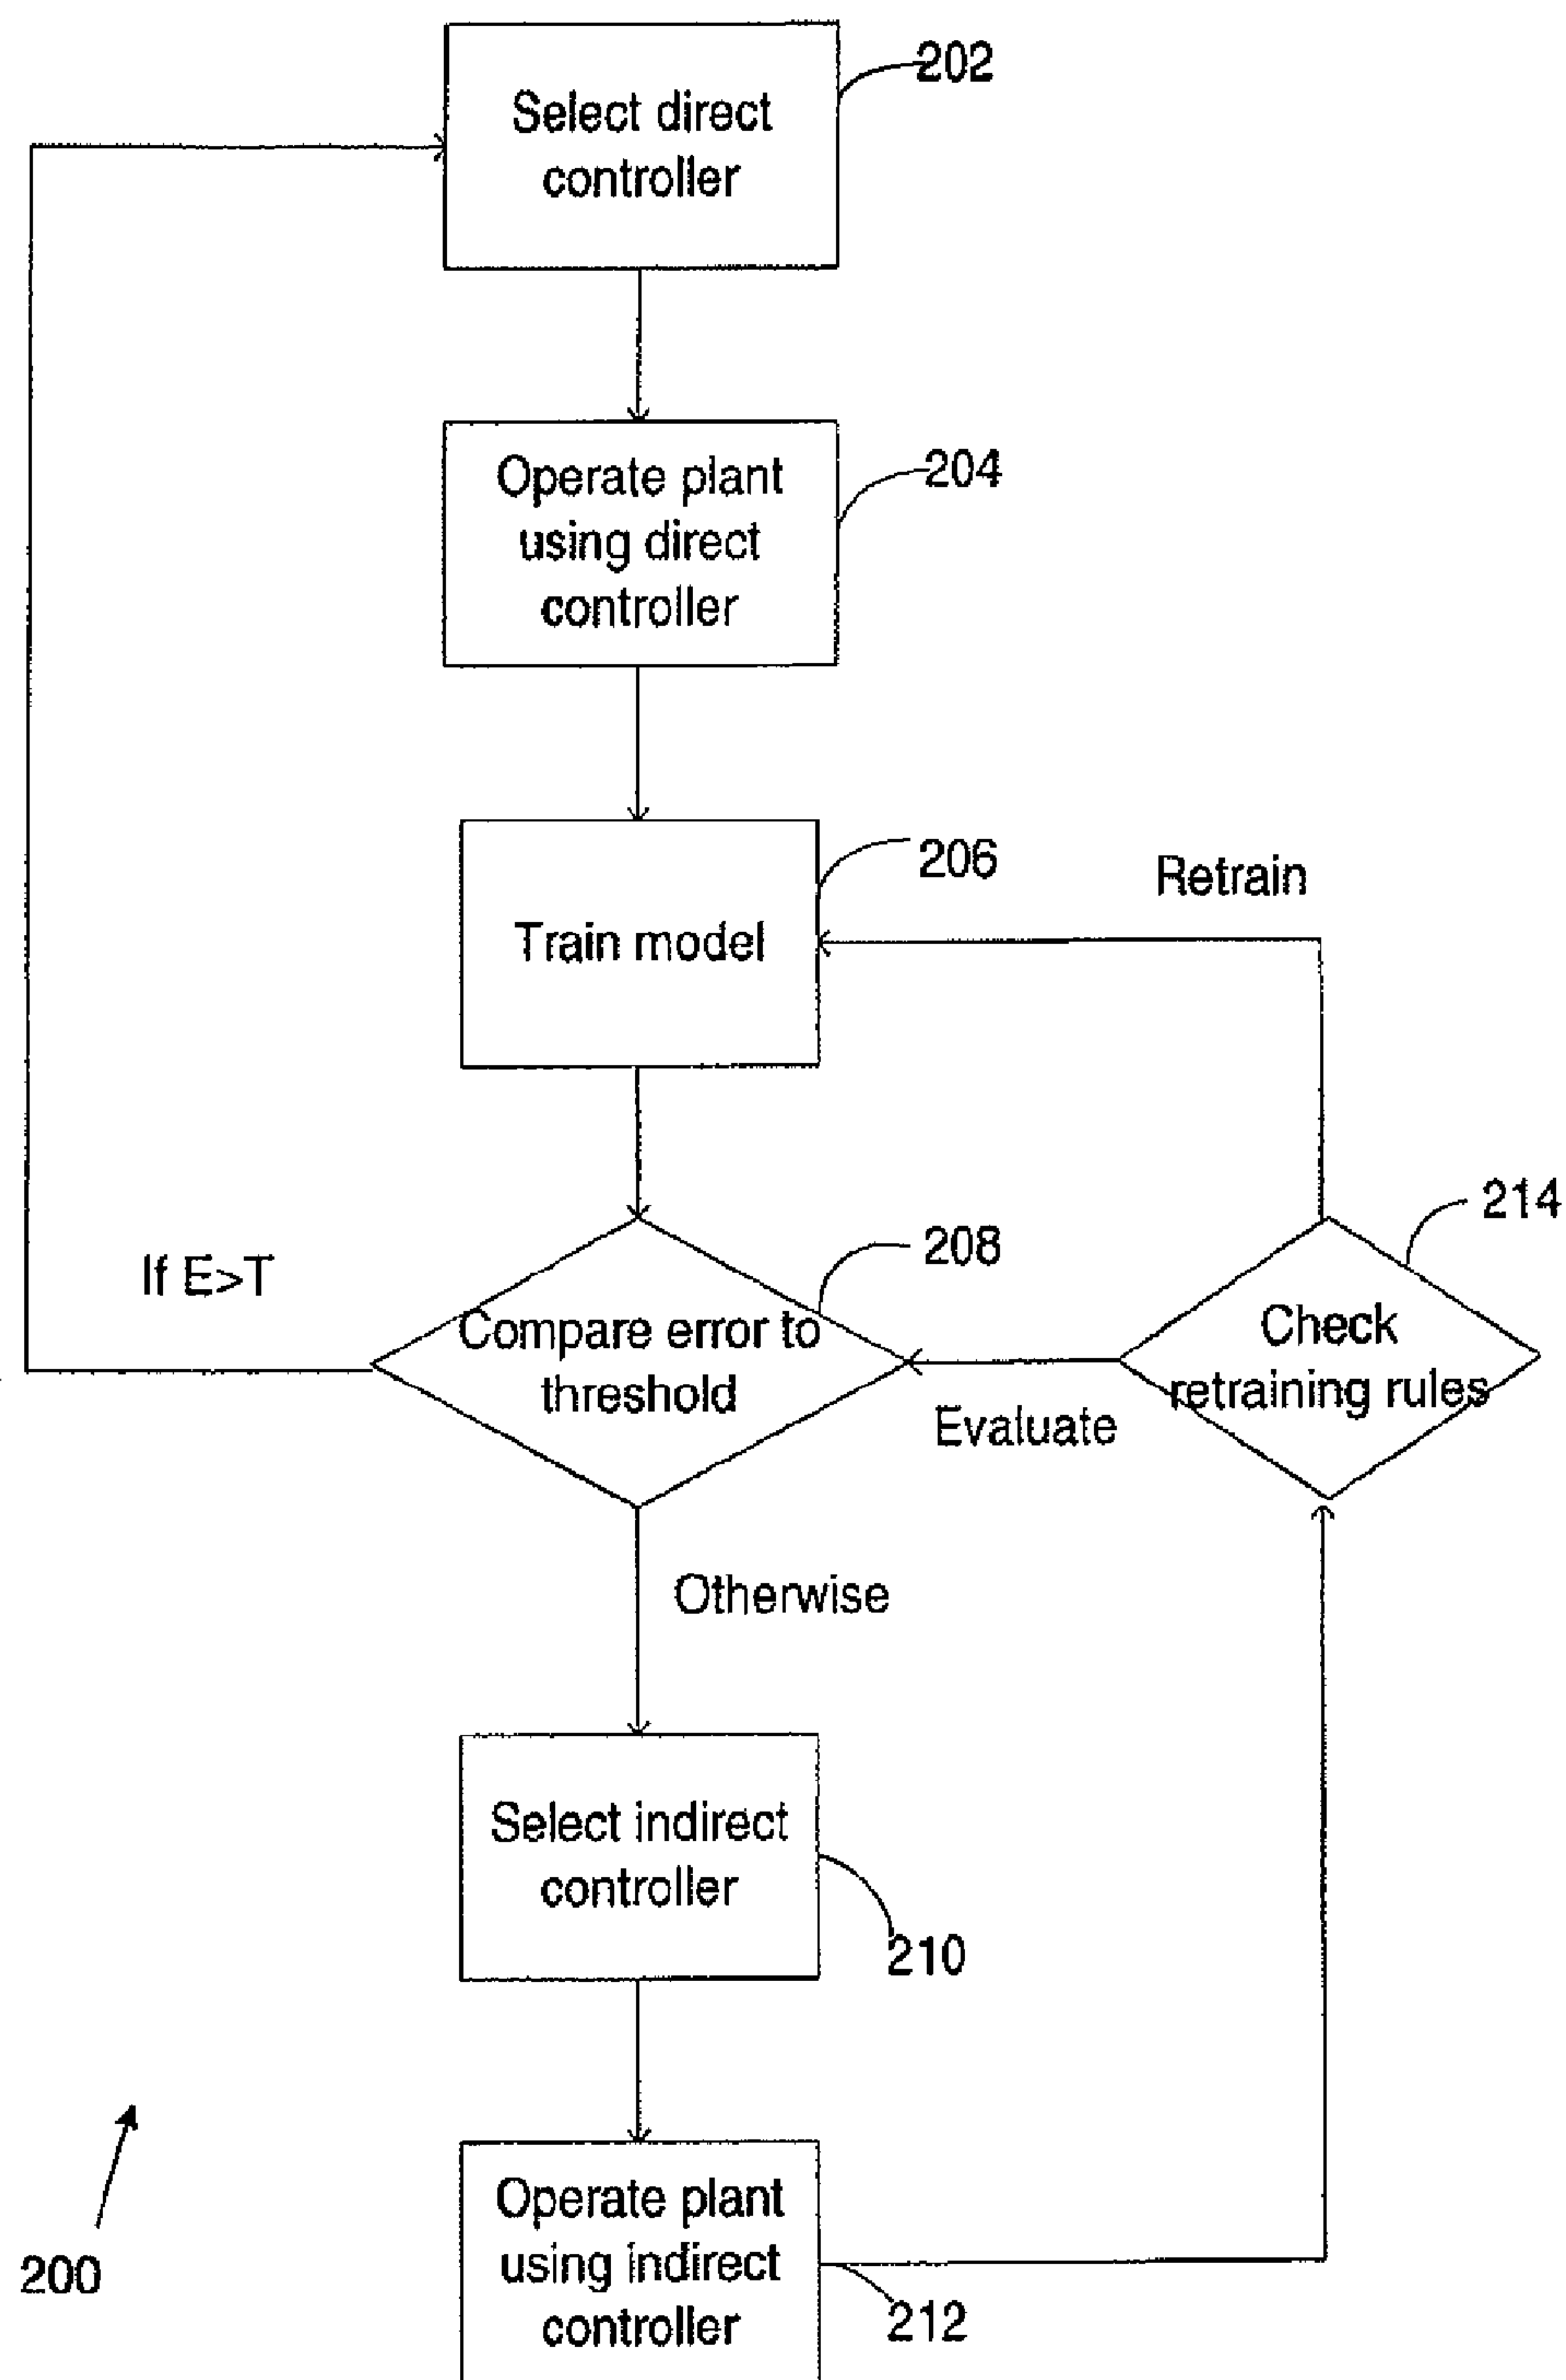 202
Select direct
controller
Operate plant
using direct
controller
204
206
Retrain
Train model
214
208
If E>T
Compare error to
threshold
Check
retraining rules
Evaluate
Otherwise
Select indirect
controller
210
Operate plant
using indirect
controller
200
212